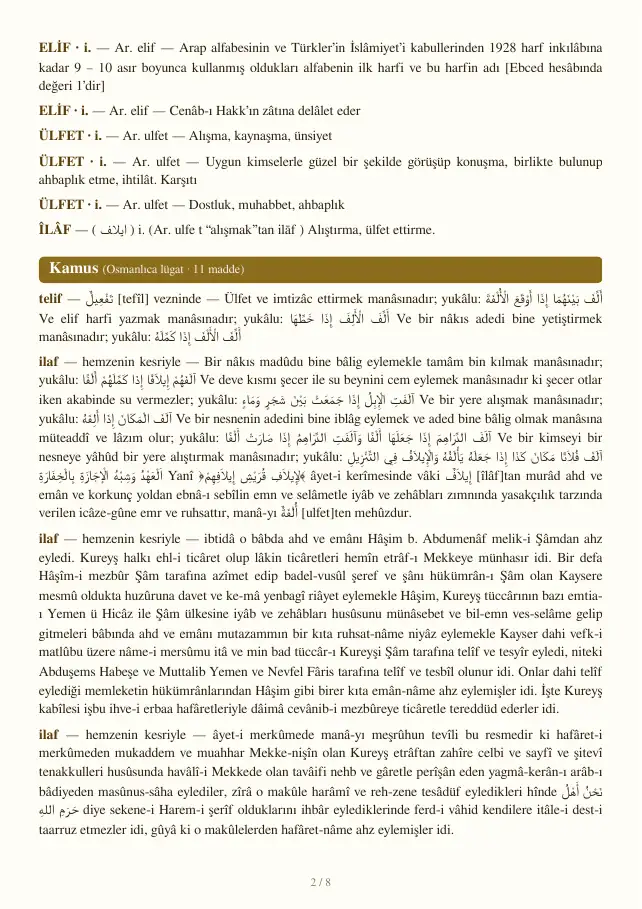 ELİF · i. — Ar. elif — Arap alfabesinin ve Türkler'in İslâmiyet'i kabullerinden 1928 harf inkılâbına
kadar 9 – 10 asır boyunca kullanmış oldukları alfabenin ilk harfi ve bu harfin adı [Ebced hesâbında
değeri 1'dir]
ELİF · i. — Ar. elif — Cenâb-ı Hakk'ın zâtına delâlet eder
ÜLFET · i. — Ar. ulfet — Alışma, kaynaşma, ünsiyet
ÜLFET · i. — Ar. ulfet — Uygun kimselerle güzel bir şekilde görüşüp konuşma, birlikte bulunup
ahbaplık etme, ihtilât. Karşıtı
ÜLFET · i. — Ar. ulfet — Dostluk, muhabbet, ahbaplık
ÎLÂF — ( ايلاف ) i. (Ar. ulfe t “alışmak”tan ilāf ) Alıştırma, ülfet ettirme.
Kamus (Osmanlıca lügat · 11 madde)
telif — تَفْعِيلٌ [tefîl] vezninde — Ülfet ve imtizâc ettirmek manâsınadır; yukâlu: أَلَّفَ بَيْنَهُمَا إِذَا أَوْقَعَ الْأُلْفَةَ
Ve elif harfi yazmak manâsınadır; yukâlu: أَلَّفَ الْأَلِفَ إِذَا خَطَّهَا Ve bir nâkıs adedi bine yetiştirmek
manâsınadır; yukâlu: أَلَّفَ الْأَلْفَ إِذَا كَمَّلَهُ
ilaf — hemzenin kesriyle — Bir nâkıs madûdu bine bâlig eylemekle tamâm bin kılmak manâsınadır;
yukâlu: آلَفَهُمْ إِيلَافًا إِذَا كَمَّلَهُمْ أَلْفًا Ve deve kısmı şecer ile su beynini cem eylemek manâsınadır ki şecer otlar
iken akabinde su vermezler; yukâlu: آلَفَتِ الْإِبِلُ إِذَا جَمَعَتْ بَيْنَ شَجَرٍ وَمَاءٍ Ve bir yere alışmak manâsınadır;
yukâlu: آلَفَ الْمَكَانَ إِذَا أَلِفَهُ Ve bir nesnenin adedini bine iblâg eylemek ve aded bine bâlig olmak manâsına
müteaddî ve lâzım olur; yukâlu: آلَفَ الدَّرَاهِمَ إِذَا جَعَلَهَا أَلْفًا وَآلَفَتِ الدَّرَاهِمُ إِذَا صَارَتْ أَلْفًا Ve bir kimseyi bir
nesneye yâhûd bir yere alıştırmak manâsınadır; yukâlu: آلَفَ فُلَانًا مَكَانَ كَذَا إِذَا جَعَلَهُ يَأْلَفُهُ وَالْإِيلَافُ فِي التَّنْزِيلِ
الْعَهْدُ وَشِبْهُ الْإِجَازَةِ بِالْخِفَارَةِ Yanî ﴿لِإِيلَافِ قُرَيْشٍ إِيلَافِهِمْ﴾ âyet-i kerîmesinde vâki إِيلَافٌ [îlâf]tan murâd ahd ve
emân ve korkunç yoldan ebnâ-ı sebîlin emn ve selâmetle iyâb ve zehâbları zımnında yasakçılık tarzında
verilen icâze-gûne emr ve ruhsattır, manâ-yı أُلْفَةٌ [ulfet]ten mehûzdur.
ilaf — hemzenin kesriyle — ibtidâ o bâbda ahd ve emânı Hâşim b. Abdumenâf melik-i Şâmdan ahz
eyledi. Kureyş halkı ehl-i ticâret olup lâkin ticâretleri hemîn etrâf-ı Mekkeye münhasır idi. Bir defa
Hâşîm-i mezbûr Şâm tarafına azîmet edip badel-vusûl şeref ve şânı hükümrân-ı Şâm olan Kaysere
mesmû oldukta huzûruna davet ve ke-mâ yenbagî riâyet eylemekle Hâşim, Kureyş tüccârının bazı emtia-
ı Yemen ü Hicâz ile Şâm ülkesine iyâb ve zehâbları husûsunu münâsebet ve bil-emn ves-selâme gelip
gitmeleri bâbında ahd ve emânı mutazammın bir kıta ruhsat-nâme niyâz eylemekle Kayser dahi vefk-i
matlûbu üzere nâme-i mersûmu itâ ve min bad tüccâr-ı Kureyşi Şâm tarafına telîf ve tesyîr eyledi, niteki
Abduşems Habeşe ve Muttalib Yemen ve Nevfel Fâris tarafına telîf ve tesbîl olunur idi. Onlar dahi telîf
eylediği memleketin hükümrânlarından Hâşim gibi birer kıta emân-nâme ahz eylemişler idi. İşte Kureyş
kabîlesi işbu ihve-i erbaa hafâretleriyle dâimâ cevânib-i mezbûreye ticâretle tereddüd ederler idi.
ilaf — hemzenin kesriyle — âyet-i merkûmede manâ-yı meşrûhun tevîli bu resmedir ki hafâret-i
merkûmeden mukaddem ve muahhar Mekke-nişîn olan Kureyş etrâftan zahîre celbi ve sayfî ve şitevî
tenakkulleri husûsunda havâlî-i Mekkede olan tavâifi nehb ve gâretle perîşân eden yagmâ-kerân-ı arâb-ı
bâdiyeden masûnus-sâha eylediler, zîrâ o makûle harâmî ve reh-zene tesâdüf eyledikleri hînde نَحْنُ أَهْلُ
حَرَمِ اللهِ diye sekene-i Harem-i şerîf olduklarını ihbâr eylediklerinde ferd-i vâhid kendilere itâle-i dest-i
taarruz etmezler idi, gûyâ ki o makûlelerden hafâret-nâme ahz eylemişler idi.
2 / 8